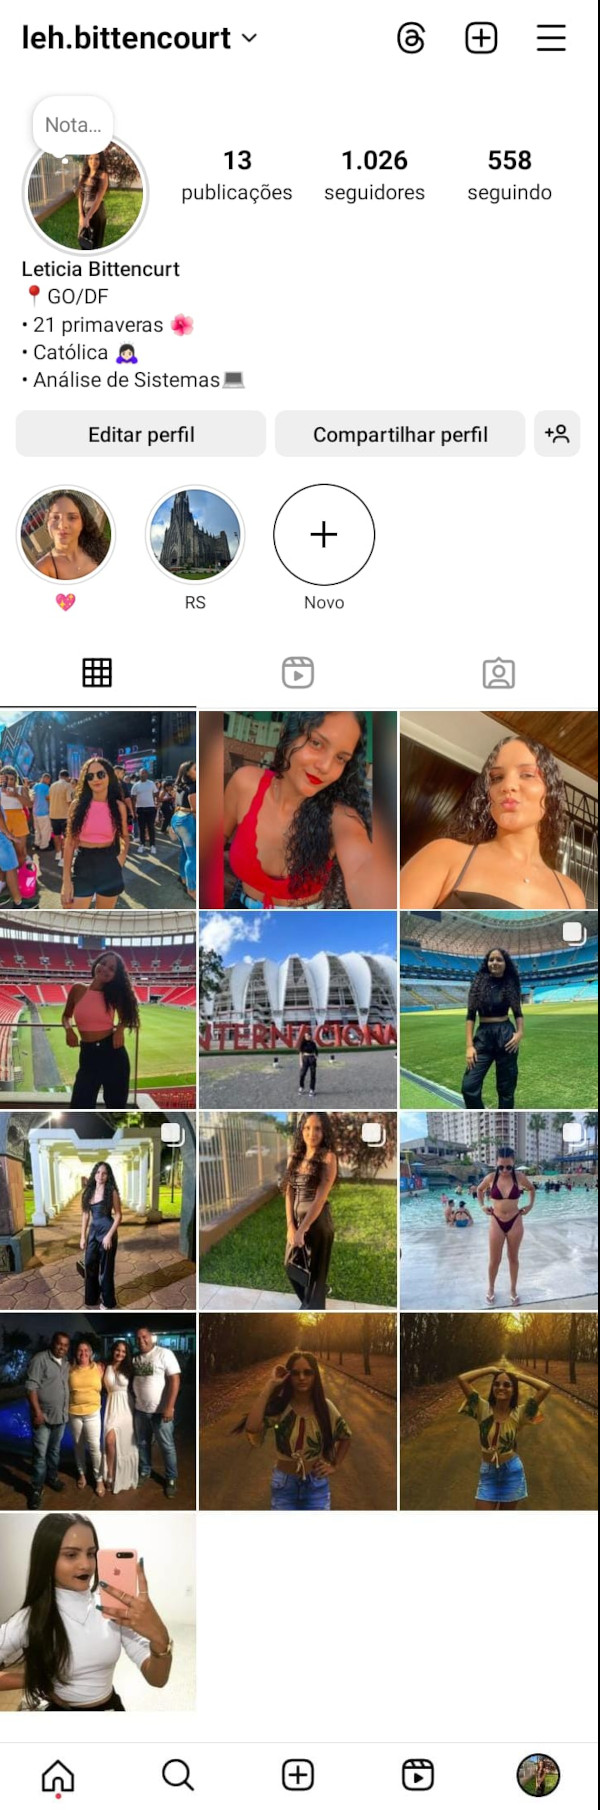 leh.bittencourt
Nota...
13
1.026
558
publicações
seguidores
seguindo
Leticia Bittencurt
📍GO/DF
• 21 primaveras 🌺
• Católica 🙇🏻‍♀️
• Análise de Sistemas💻
Editar perfil
Compartilhar perfil
💖
RS
Novo
NTERNACIONA